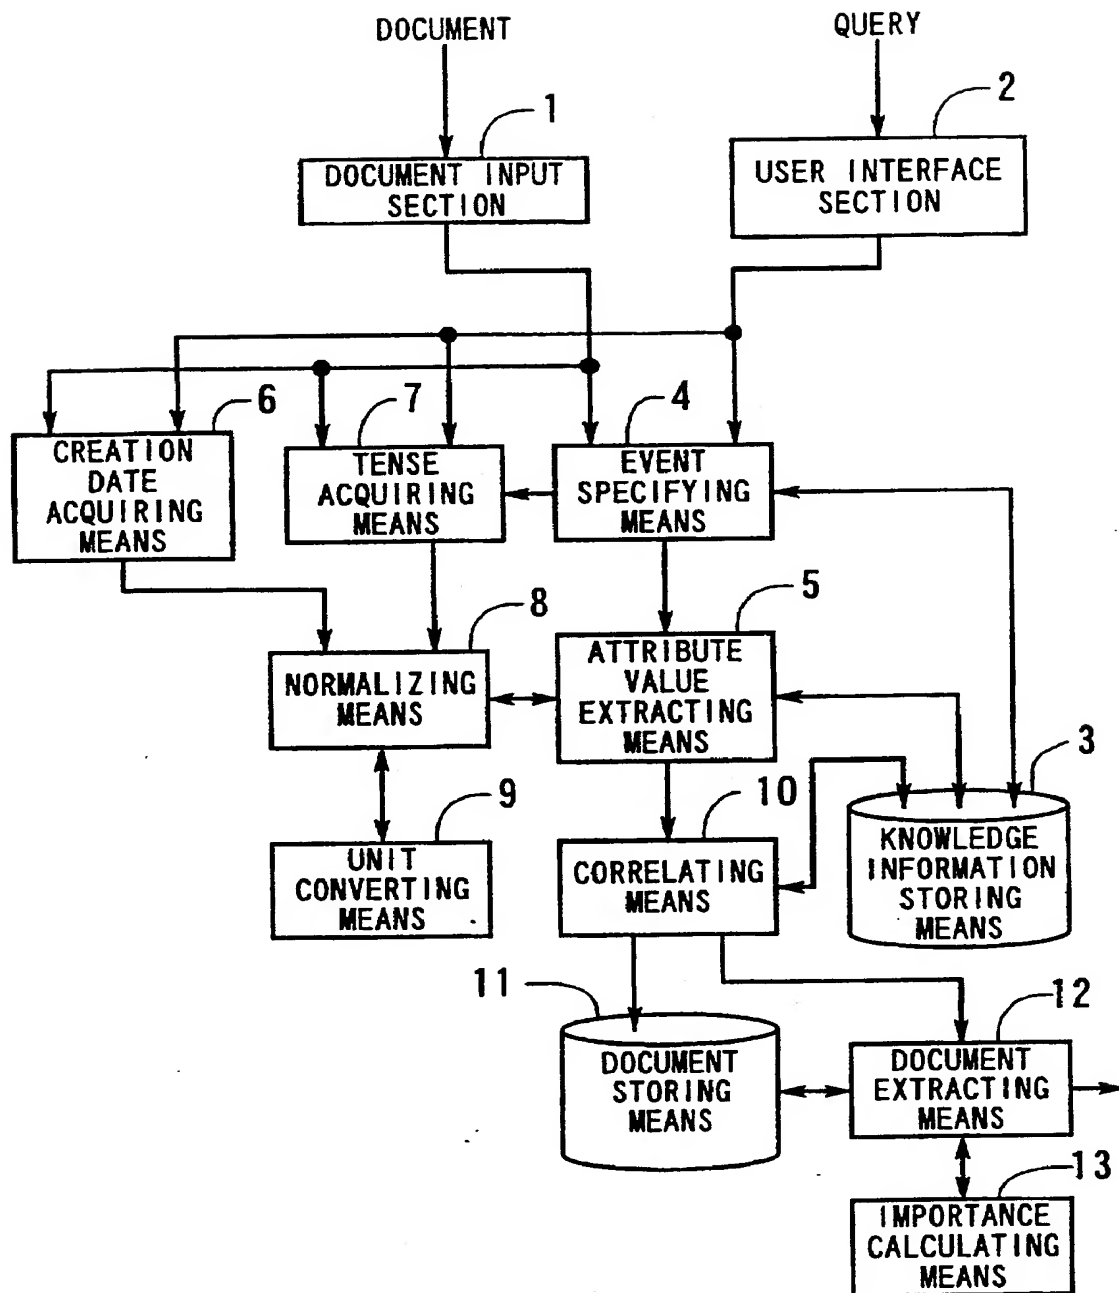 DOCUMENT
QUERY
1
2
DOCUMENT INPUT
SECTION
USER INTERFACE
SECTION
6
7
4
CREATION
DATE
ACQUIRING
MEANS
TENSE
ACQUIRING
MEANS
EVENT
SPECIFYING
MEANS
8
5
NORMALIZING
MEANS
ATTRIBUTE
VALUE
EXTRACTING
MEANS
9
10
3
UNIT
CONVERTING
MEANS
CORRELATING
MEANS
KNOWLEDGE
INFORMATION
STORING
MEANS
11
12
DOCUMENT
STORING
MEANS
DOCUMENT
EXTRACTING
MEANS
13
IMPORTANCE
CALCULATING
MEANS